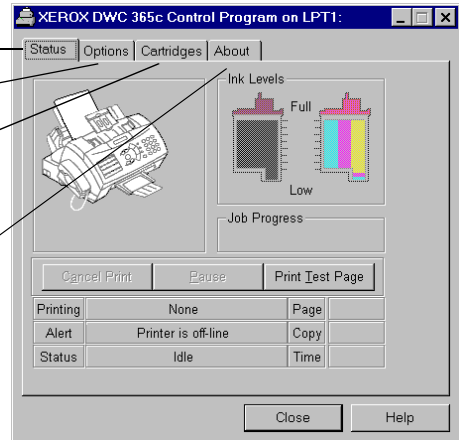 XEROX DWC 365c Control Program on LPT1:
Status Options Cartridges About
Ink Levels
Full
Low
Job Progress
Cancel Print Pause Print Test Page
Printing None Page
Alert Printer is off-line Copy
Status Idle Time
Close Help